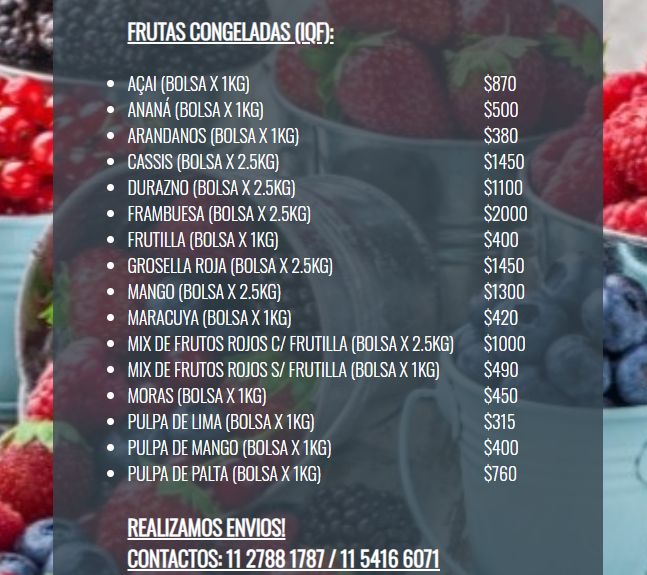 FRUTAS CONGELADAS (IQF):
• AÇAI (BOLSA X 1KG) $870
• ANANÁ (BOLSA X 1KG) $500
• ARANDANOS (BOLSA X 1KG) $380
• CASSIS (BOLSA X 2.5KG) $1450
• DURAZNO (BOLSA X 2.5KG) $1100
• FRAMBUESA (BOLSA X 2.5KG) $2000
• FRUTILLA (BOLSA X 1KG) $400
• GROSELLA ROJA (BOLSA X 2.5KG) $1450
• MANGO (BOLSA X 2.5KG) $1300
• MARACUYA (BOLSA X 1KG) $420
• MIX DE FRUTOS ROJOS C/ FRUTILLA (BOLSA X 2.5KG) $1000
• MIX DE FRUTOS ROJOS S/ FRUTILLA (BOLSA X 1KG) $490
• MORAS (BOLSA X 1KG) $450
• PULPA DE LIMA (BOLSA X 1KG) $315
• PULPA DE MANGO (BOLSA X 1KG) $400
• PULPA DE PALTA (BOLSA X 1KG) $760
REALIZAMOS ENVIOS!
CONTACTOS: 11 2788 1787 / 11 5416 6071